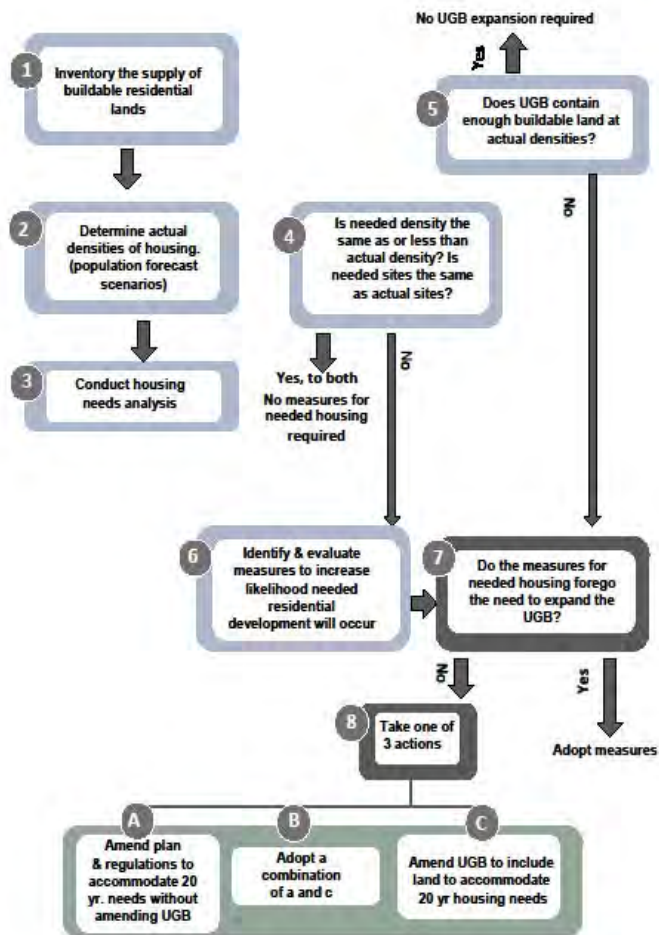 1
Inventory the supply of
buildable residential
lands
2
Determine actual
densities of housing.
(population forecast
scenarios)
3
Conduct housing
needs analysis
4
Is needed density the
same as or less than
actual density? Is
needed sites the same
as actual sites?
Yes, to both
No measures for
needed housing
required
No
No UGB expansion required
Yes
5
Does UGB contain
enough buildable land at
actual densities?
No
6
Identify & evaluate
measures to increase
likelihood needed
residential
development will occur
7
Do the measures for
needed housing forego
the need to expand the
UGB?
No
Yes
Adopt measures
8
Take one of
3 actions
A
Amend plan
& regulations to
accommodate 20
yr. needs without
amending UGB
B
Adopt a
combination
of a and c
C
Amend UGB to include
land to accommodate
20 yr housing needs